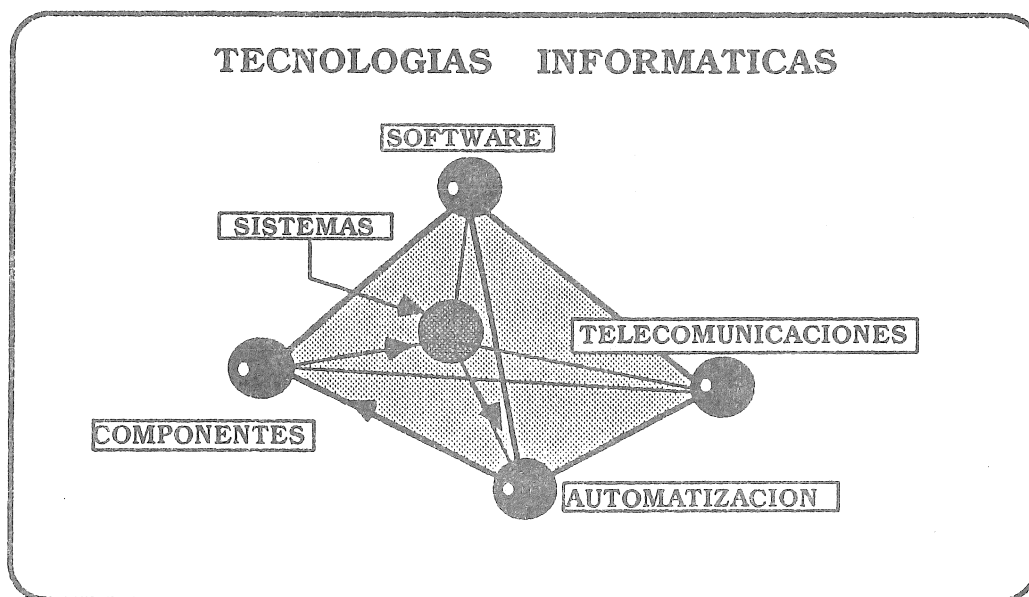 TECNOLOGIAS INFORMATICAS
SOFTWARE
SISTEMAS
TELECOMUNICACIONES
COMPONENTES
AUTOMATIZACION